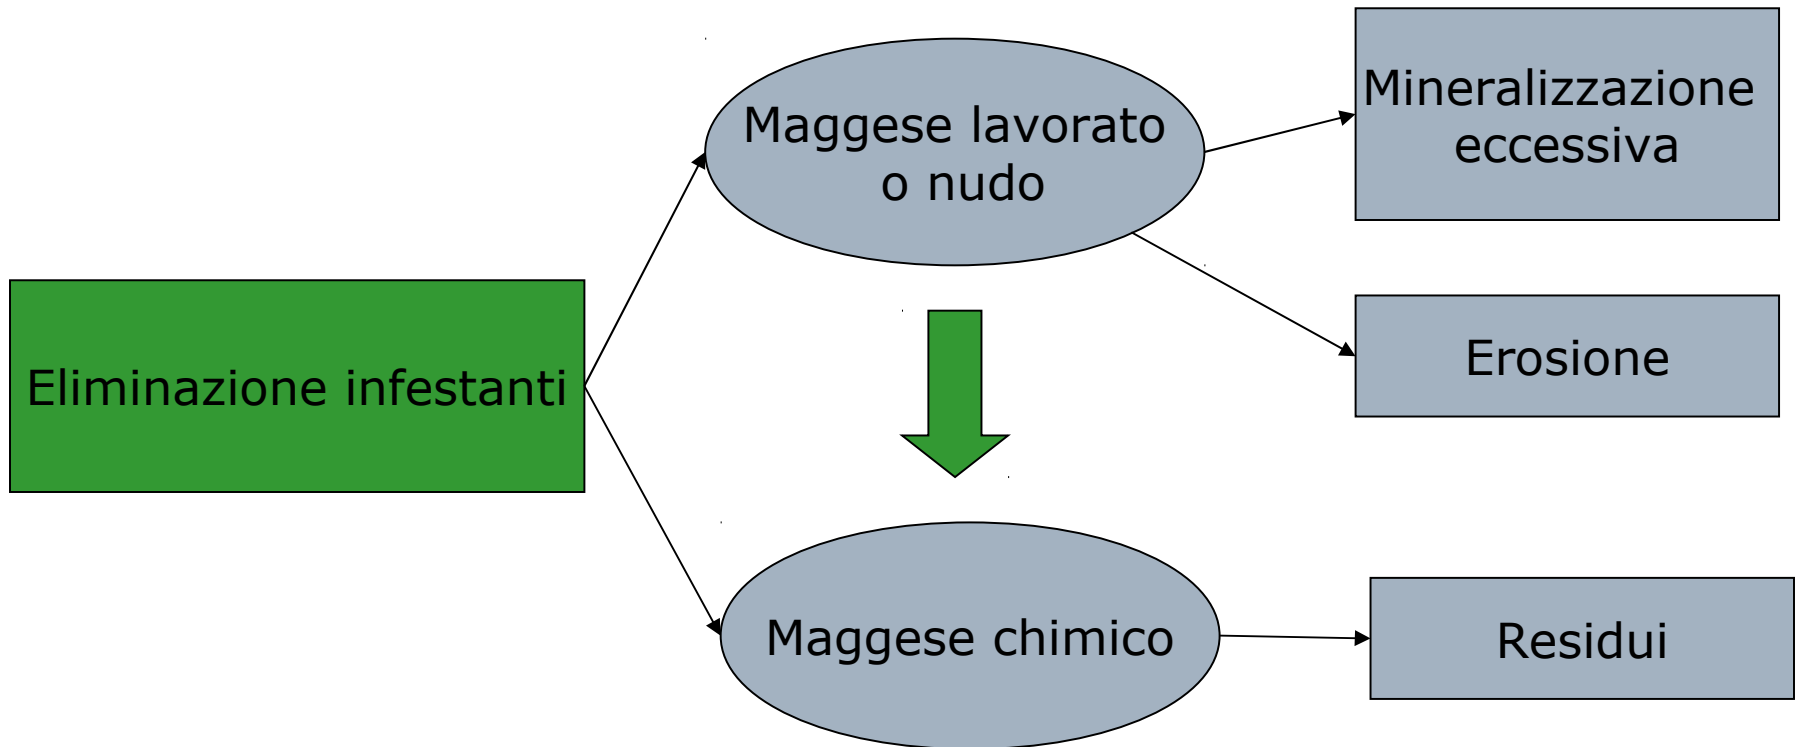 Eliminazione infestanti
Maggese lavorato
o nudo
Mineralizzazione
eccessiva
Erosione
Maggese chimico
Residui